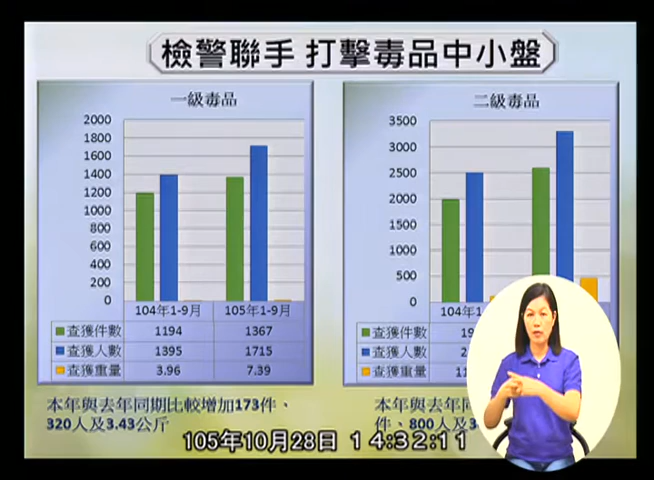 檢警聯手 打擊毒品中小盤
一級毒品
2000
1800
1600
1400
1200
1000
800
600
400
200
0
104年1-9月 105年1-9月
查獲件數 1194 1367
查獲人數 1395 1715
查獲重量 3.96 7.39
本年與去年同期比較增加173件、
320人及3.43公斤
二級毒品
3500
3000
2500
2000
1500
1000
500
0
104年1
查獲件數 19
查獲人數 2
查獲重量 11
本年與去年同
件、800人及3
105年10月28日 14:32:11